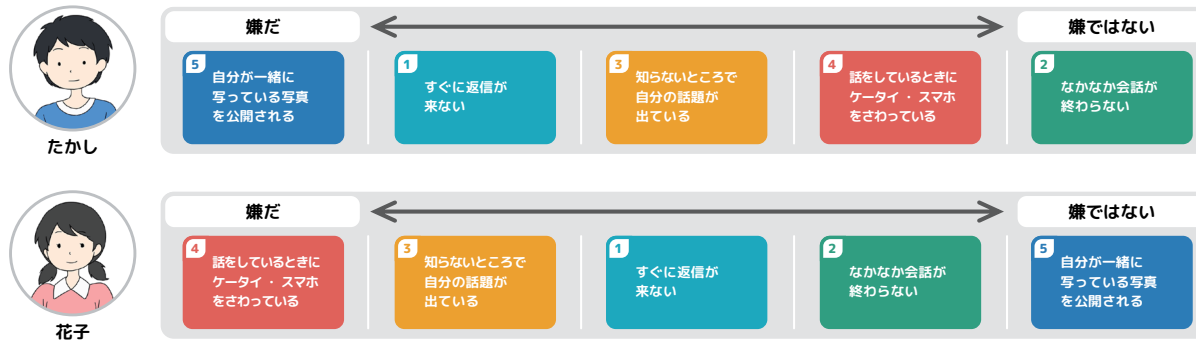 嫌だ
嫌ではない
5
自分が一緒に
写っている写真
を公開される
1
すぐに返信が
来ない
3
知らないところで
自分の話題が
出ている
4
話をしているときに
ケータイ・スマホ
をさわっている
2
なかなか会話が
終わらない
たかし
嫌だ
嫌ではない
4
話をしているときに
ケータイ・スマホ
をさわっている
3
知らないところで
自分の話題が
出ている
1
すぐに返信が
来ない
2
なかなか会話が
終わらない
5
自分が一緒に
写っている写真
を公開される
花子